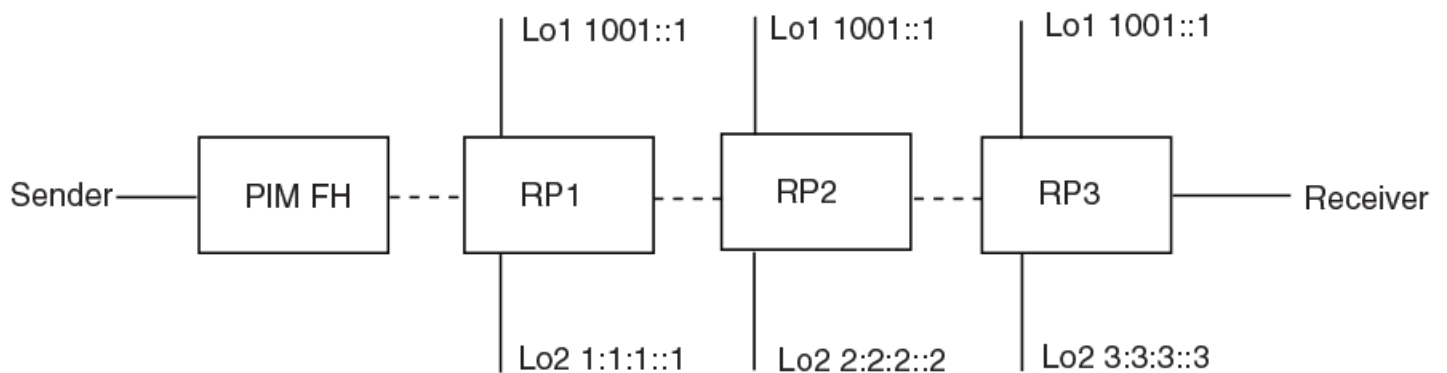 Lo1 1001::1
Lo1 1001::1
Lo1 1001::1
Sender
PIM FH
RP1
RP2
RP3
Receiver
Lo2 1:1:1::1
Lo2 2:2:2::2
Lo2 3:3:3::3